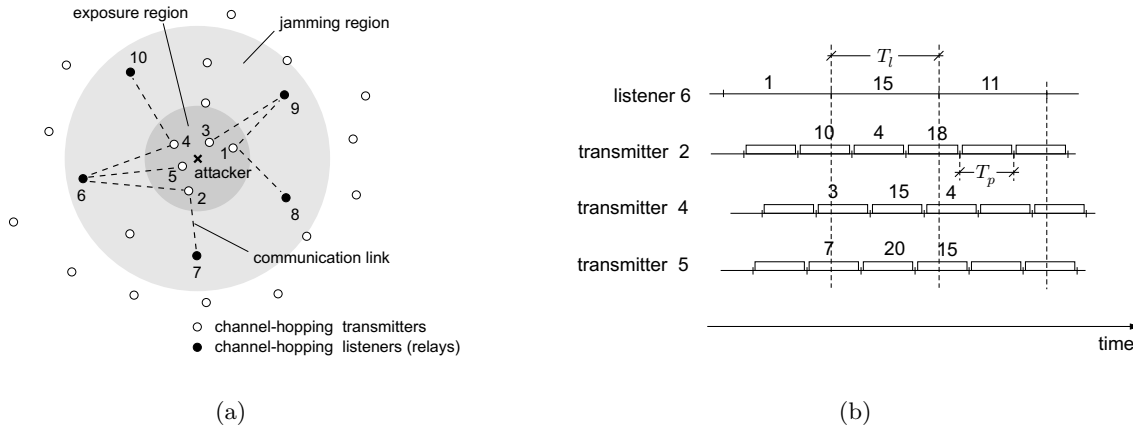 exposure region
jamming region
10
9
3
4
1
attacker
5
6
2
8
7
communication link
channel-hopping transmitters
channel-hopping listeners (relays)
(a)
T_l
listener 6 1 15 11
transmitter 2 10 4 18
T_p
transmitter 4 3 15 4
transmitter 5 7 20 15
time
(b)